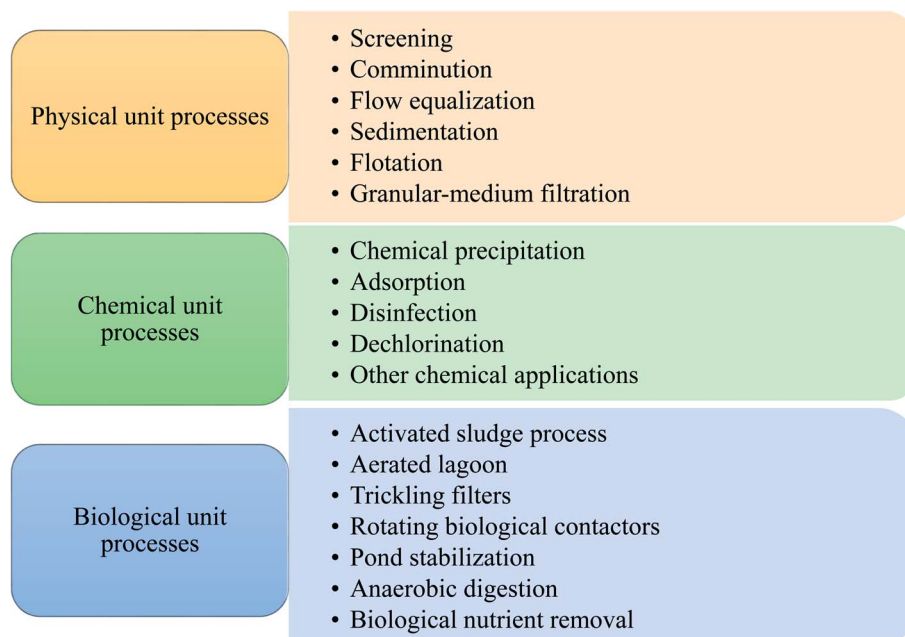 Physical unit processes
• Screening
• Comminution
• Flow equalization
• Sedimentation
• Flotation
• Granular-medium filtration
Chemical unit
processes
• Chemical precipitation
• Adsorption
• Disinfection
• Dechlorination
• Other chemical applications
Biological unit
processes
• Activated sludge process
• Aerated lagoon
• Trickling filters
• Rotating biological contactors
• Pond stabilization
• Anaerobic digestion
• Biological nutrient removal